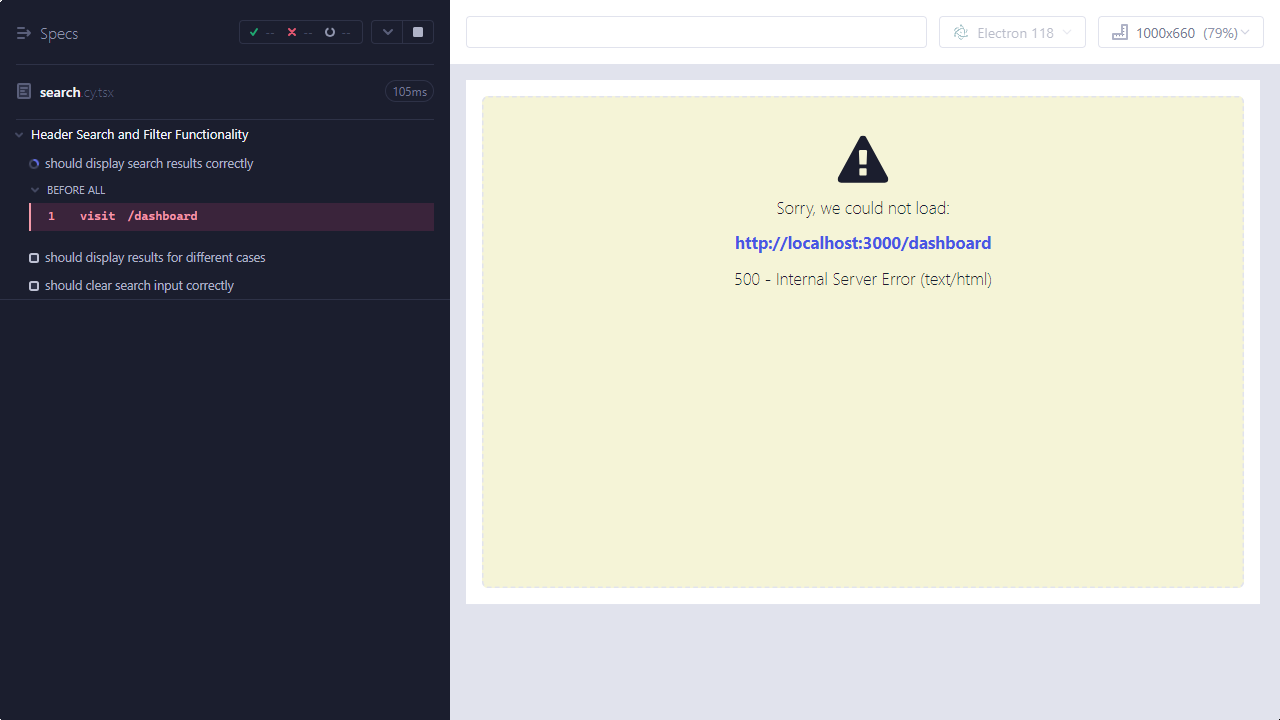 Specs
-- -- --
search.cy.tsx
105ms
Header Search and Filter Functionality
should display search results correctly
BEFORE ALL
1 visit /dashboard
should display results for different cases
should clear search input correctly
Electron 118
1000x660 (79%)
Sorry, we could not load:
http://localhost:3000/dashboard
500 - Internal Server Error (text/html)